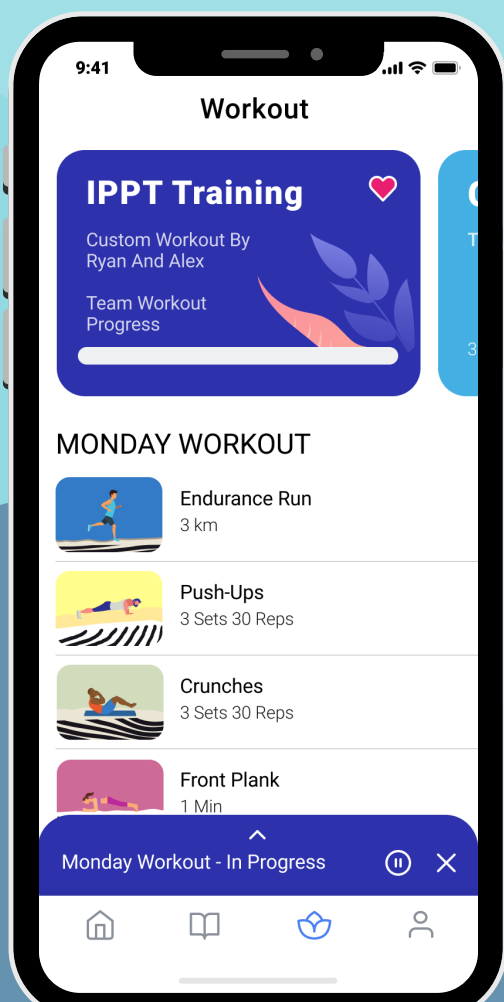 9:41
Workout
IPPT Training
Custom Workout By
Ryan And Alex
Team Workout
Progress
C
T
3
MONDAY WORKOUT
Endurance Run
3 km
Push-Ups
3 Sets 30 Reps
Crunches
3 Sets 30 Reps
Front Plank
1 Min
Monday Workout - In Progress